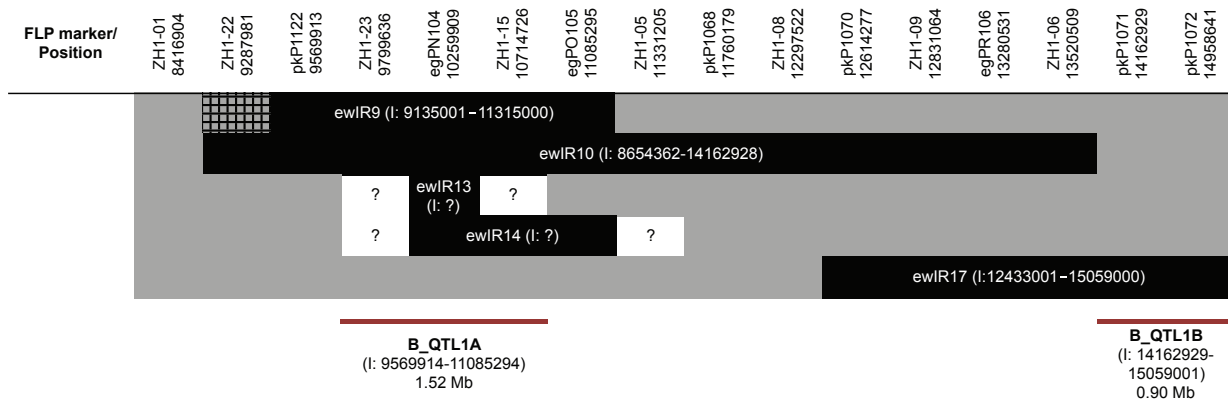 FLP marker/
Position
ZH1-01
8416904
ZH1-22
9287981
pkP1122
9569913
ZH1-23
9799636
egPN104
10259909
ZH1-15
10714726
egPO105
11085295
ZH1-05
11331205
pkP1068
11760179
ZH1-08
12297522
pkP1070
12614277
ZH1-09
12831064
egPR106
13280531
ZH1-06
13520509
pkP1071
14162929
pkP1072
14958641
ewIR9 (I: 9135001–11315000)
ewIR10 (I: 8654362-14162928)
?
ewIR13
(I: ?)
?
?
ewIR14 (I: ?)
?
ewIR17 (I:12433001–15059000)
B_QTL1A
(I: 9569914-11085294)
1.52 Mb
B_QTL1B
(I: 14162929-
15059001)
0.90 Mb